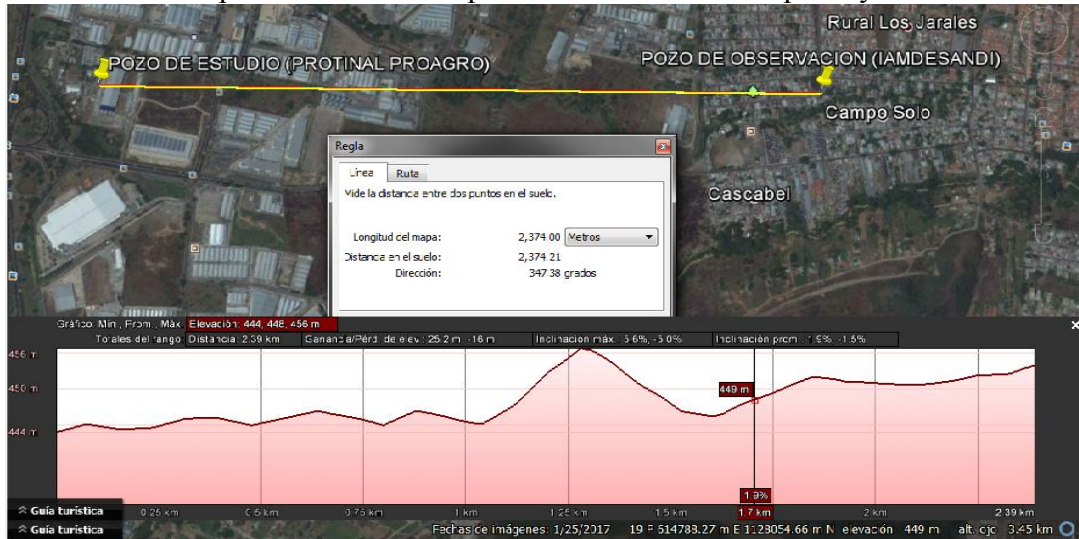 Rural Los Jarales
POZO DE ESTUDIO (PROTINAL PROAGRO)
POZO DE OBSERVACION (IAMDESANDI)
Campo Solo
Cascabel
Regla
Línea Ruta
Mide la distancia entre dos puntos en el suelo.
Longitud del mapa: 2,374.00 Metros
Distancia en el suelo: 2,374.21
Dirección: 347.38 grados
Gráfico: Mín., Prom., Máx. Elevación: 444, 448, 456 m
Totales del rango: Distancia: 2.39 km Ganancia/Pérd. de elev.: 25.2 m, -16 m Inclinación máx.: 6.6%, -5.0% Inclinación prom.: 1.9%, -1.5%
456 m
450 m
449 m
444 m
1.9%
0.25 km 0.5 km 0.75 km 1 km 1.25 km 1.5 km 1.7 km 2 km 2.39 km
Guía turística
Guía turística
Fechas de imágenes: 1/25/2017 19 P 614788.27 m E 1128054.66 m N elevación 449 m alt. ojo 3.45 km